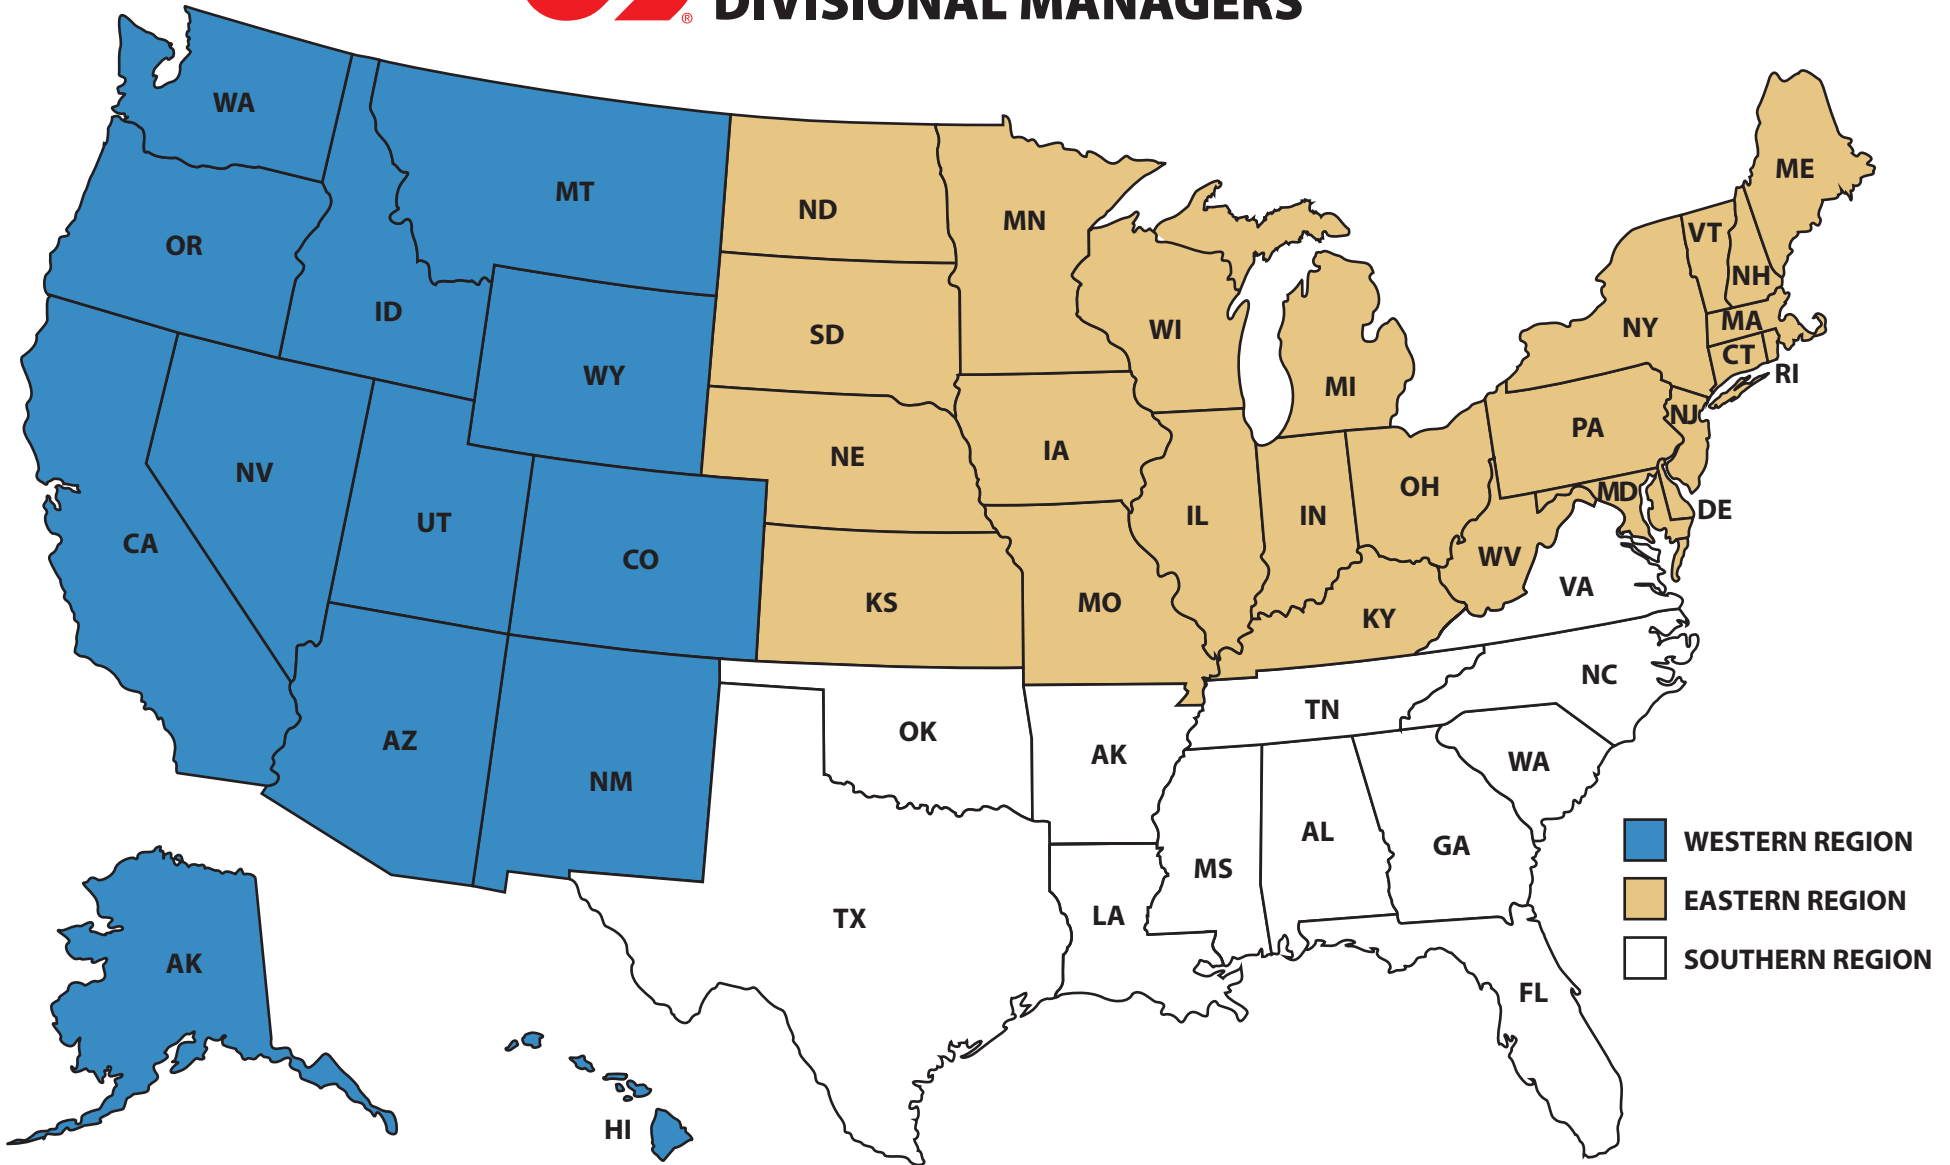 ® DIVISIONAL MANAGERS
WA
MT
ND
MN
ME
OR
ID
WY
SD
WI
MI
NY
VT
NH
MA
CT
RI
NV
UT
CO
CA
NE
IA
IL
IN
OH
PA
NJ
MD
DE
WV
VA
KS
MO
KY
AZ
NM
OK
AK
TN
NC
WA
TX
LA
MS
AL
GA
FL
AK
HI
WESTERN REGION
EASTERN REGION
SOUTHERN REGION